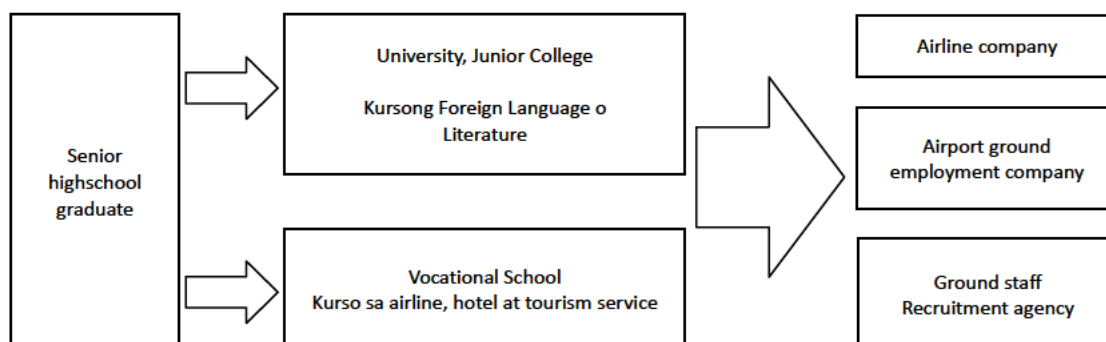 Senior
highschool
graduate
University, Junior College
Kursong Foreign Language o
Literature
Vocational School
Kurso sa airline, hotel at tourism service
Airline company
Airport ground
employment company
Ground staff
Recruitment agency